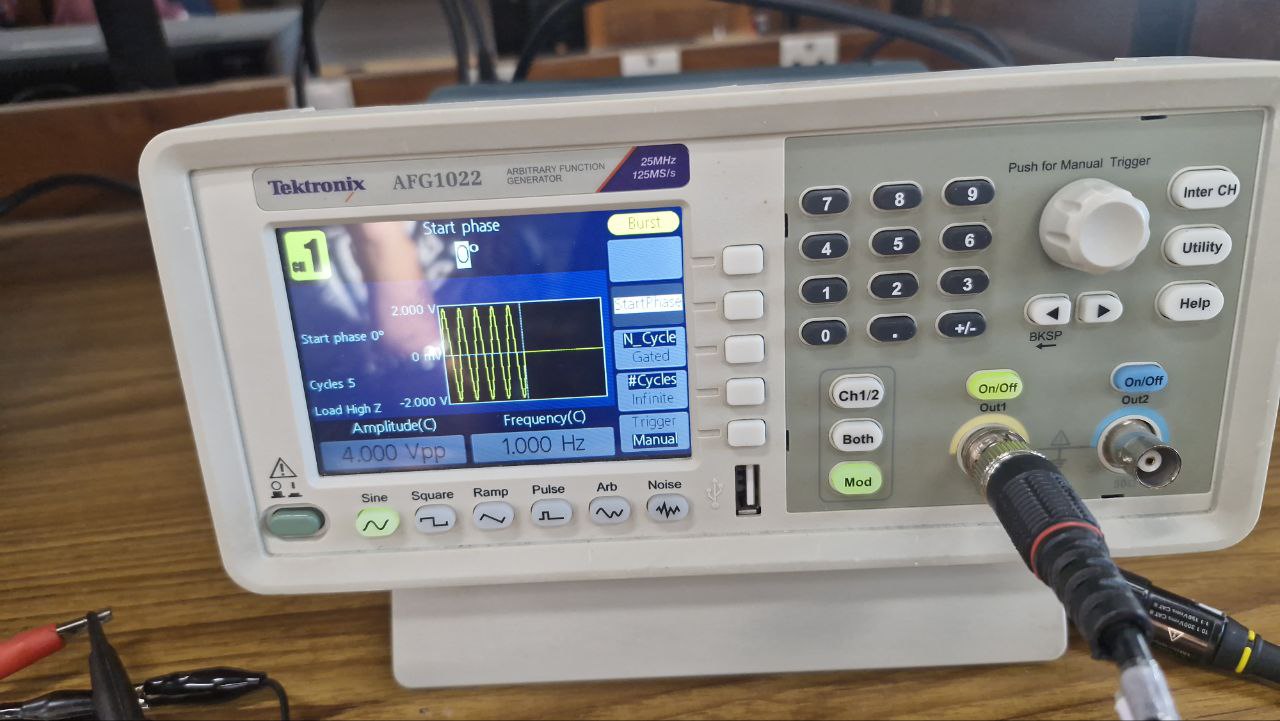 Tektronix
AFG1022
ARBITRARY FUNCTION
GENERATOR
25MHz
125MS/s
CH 1
Start phase
0°
Burst
StartPhase
N_Cycle
Gated
#Cycles
Infinite
Trigger
Manual
2.000 V
Start phase 0°
0 mV
Cycles 5
Load High Z
-2.000 V
Amplitude(C)
4.000 Vpp
Frequency(C)
1.000 Hz
Sine
Square
Ramp
Pulse
Arb
Noise
Push for Manual Trigger
7
8
9
4
5
6
1
2
3
0
.
+/-
Inter CH
Utility
Help
BKSP
Ch1/2
Both
Mod
On/Off
Out1
On/Off
Out2